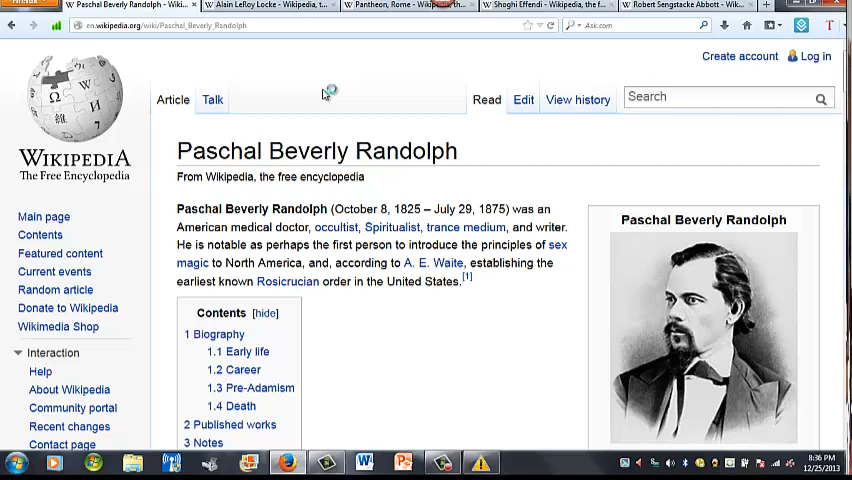 Firefox
Paschal Beverly Randolph - Wiki...
Alain LeRoy Locke - Wikipedia, t...
Pantheon, Rome - Wikipedia, th...
Shoghi Effendi - Wikipedia, the f...
Robert Sengstacke Abbott - Wiki...
en.wikipedia.org/wiki/Paschal_Beverly_Randolph
Ask.com
Create account
Log in
Article
Talk
Read
Edit
View history
Search
WIKIPEDIA
The Free Encyclopedia
Paschal Beverly Randolph
From Wikipedia, the free encyclopedia
Paschal Beverly Randolph (October 8, 1825 – July 29, 1875) was an
American medical doctor, occultist, Spiritualist, trance medium, and writer.
He is notable as perhaps the first person to introduce the principles of sex
magic to North America, and, according to A. E. Waite, establishing the
earliest known Rosicrucian order in the United States.[1]
Paschal Beverly Randolph
Main page
Contents
Featured content
Current events
Random article
Donate to Wikipedia
Wikimedia Shop
Interaction
Help
About Wikipedia
Community portal
Recent changes
Contact page
Contents [hide]
1 Biography
1.1 Early life
1.2 Career
1.3 Pre-Adamism
1.4 Death
2 Published works
3 Notes
8:36 PM
12/25/2013